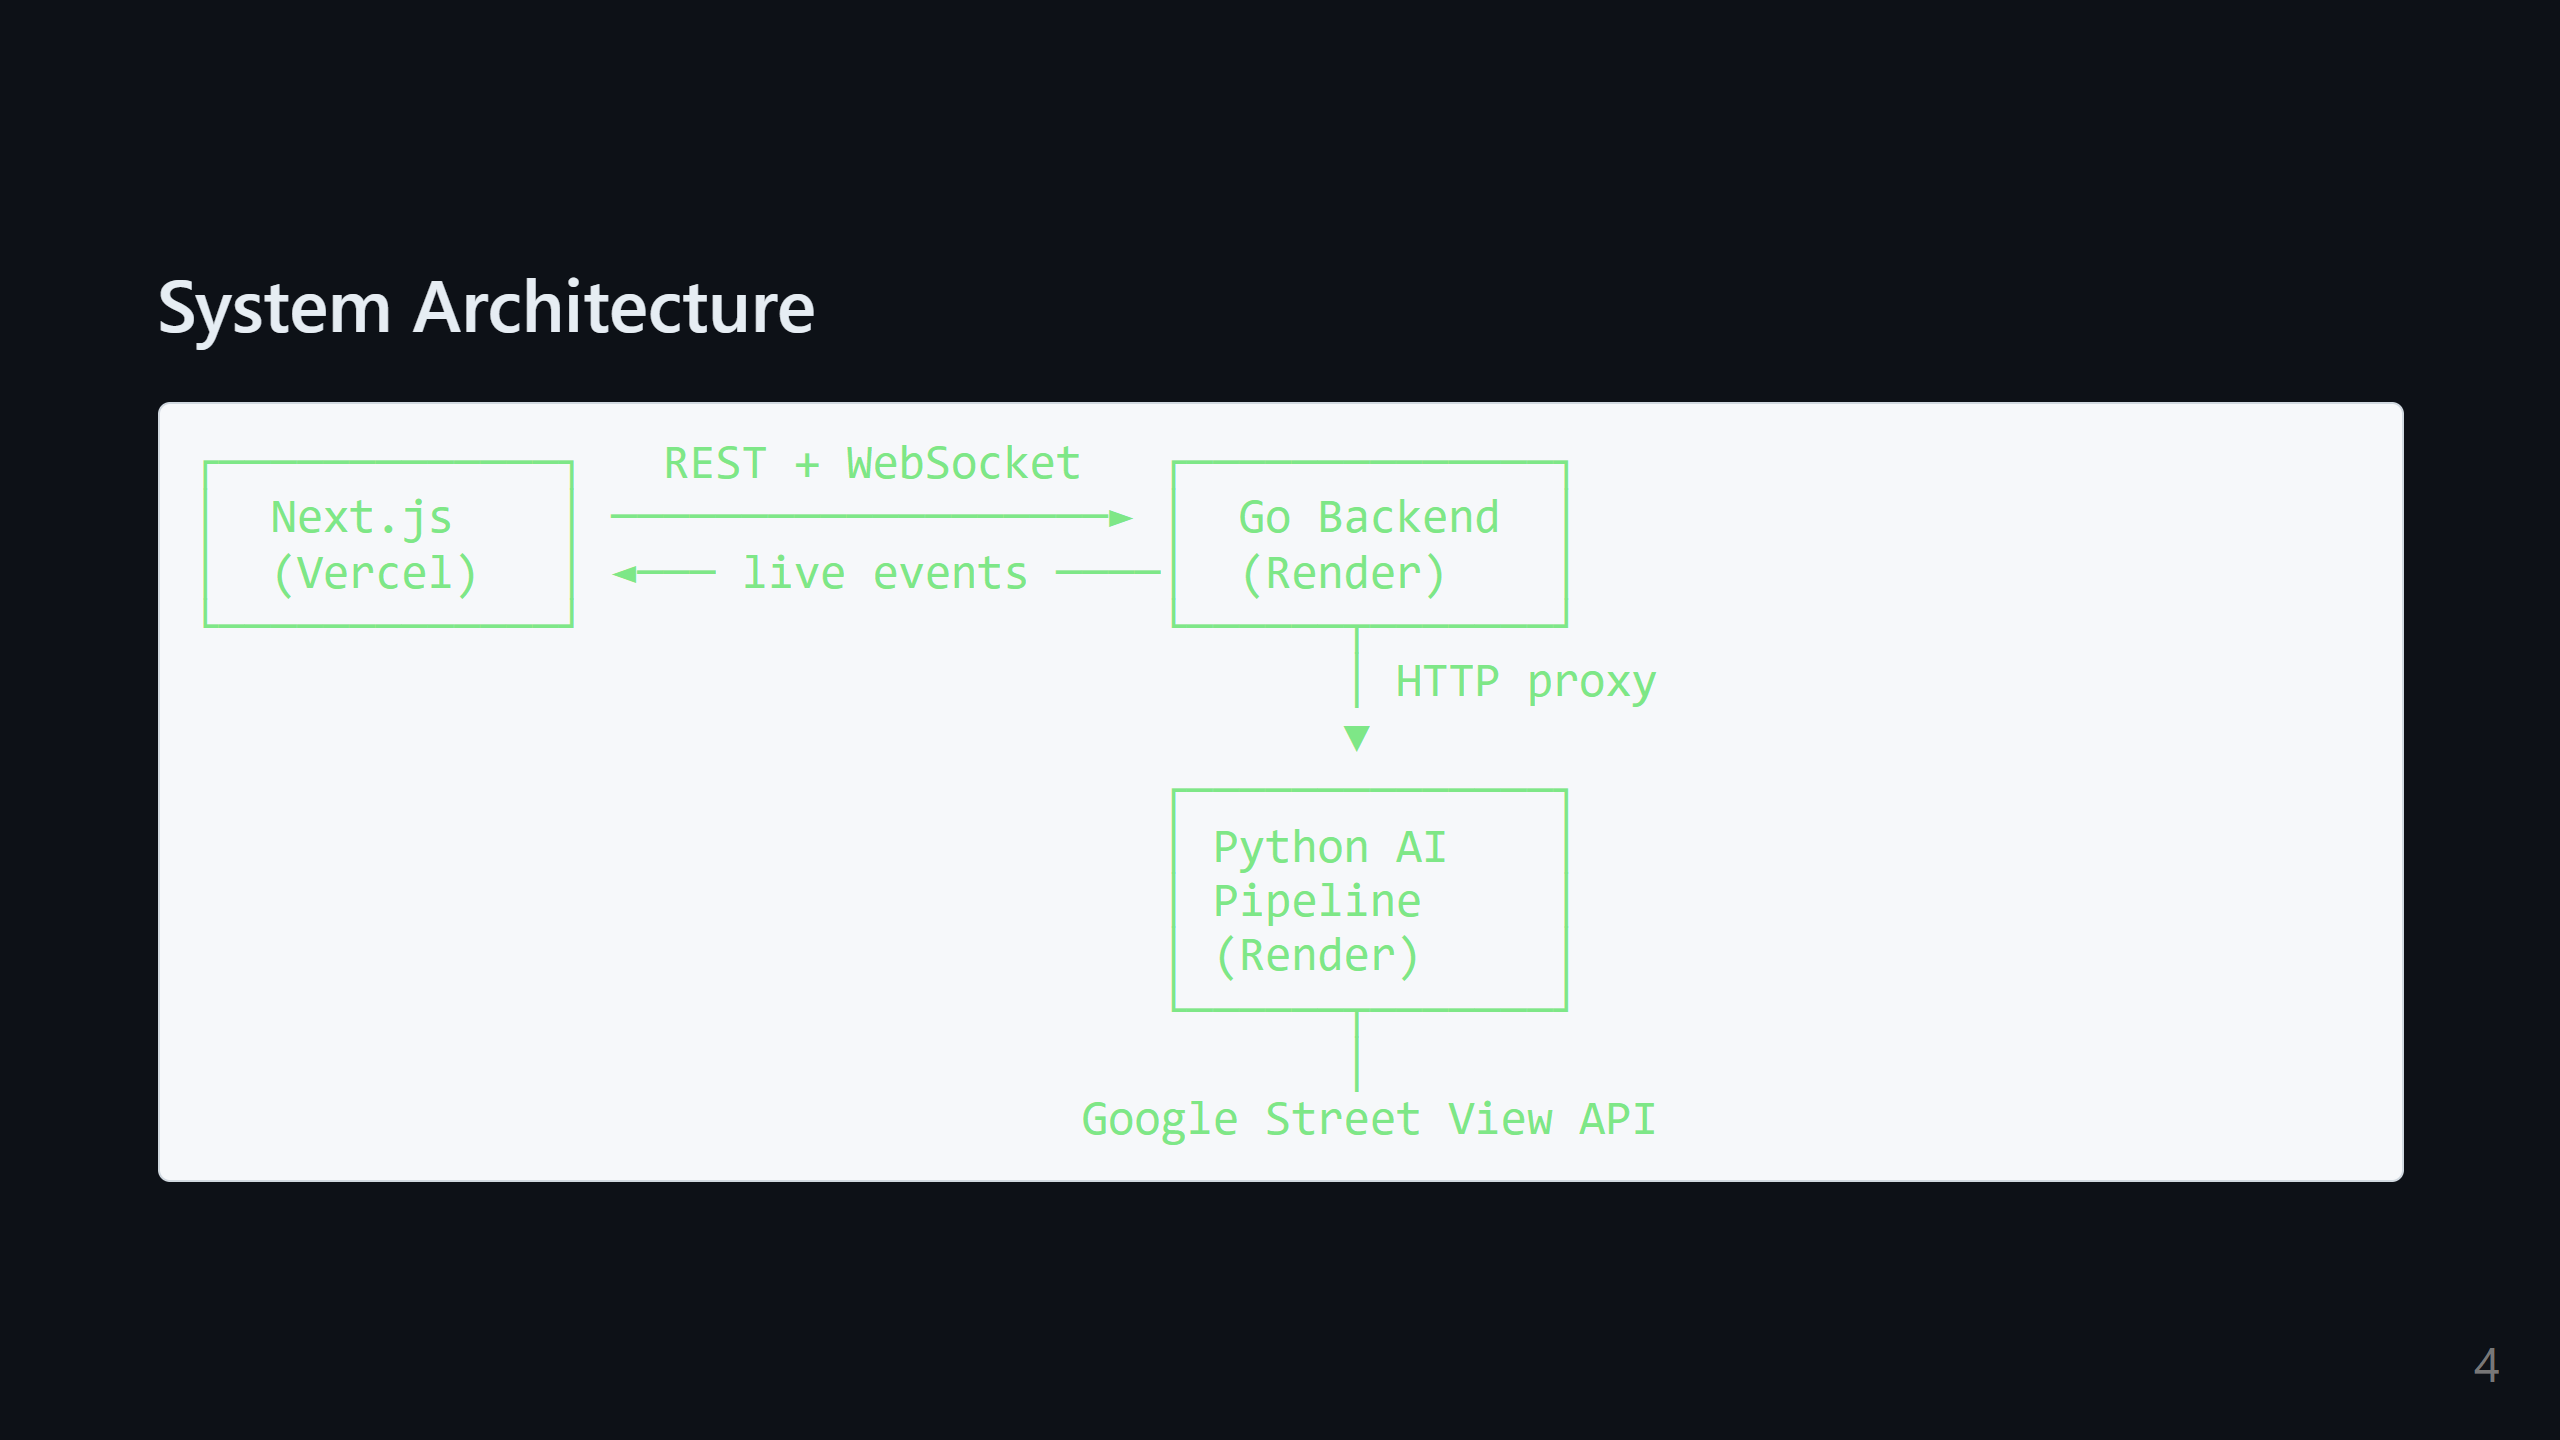 System Architecture
REST + WebSocket
Next.js
(Vercel)
live events
Go Backend
(Render)
HTTP proxy
Python AI
Pipeline
(Render)
Google Street View API
4